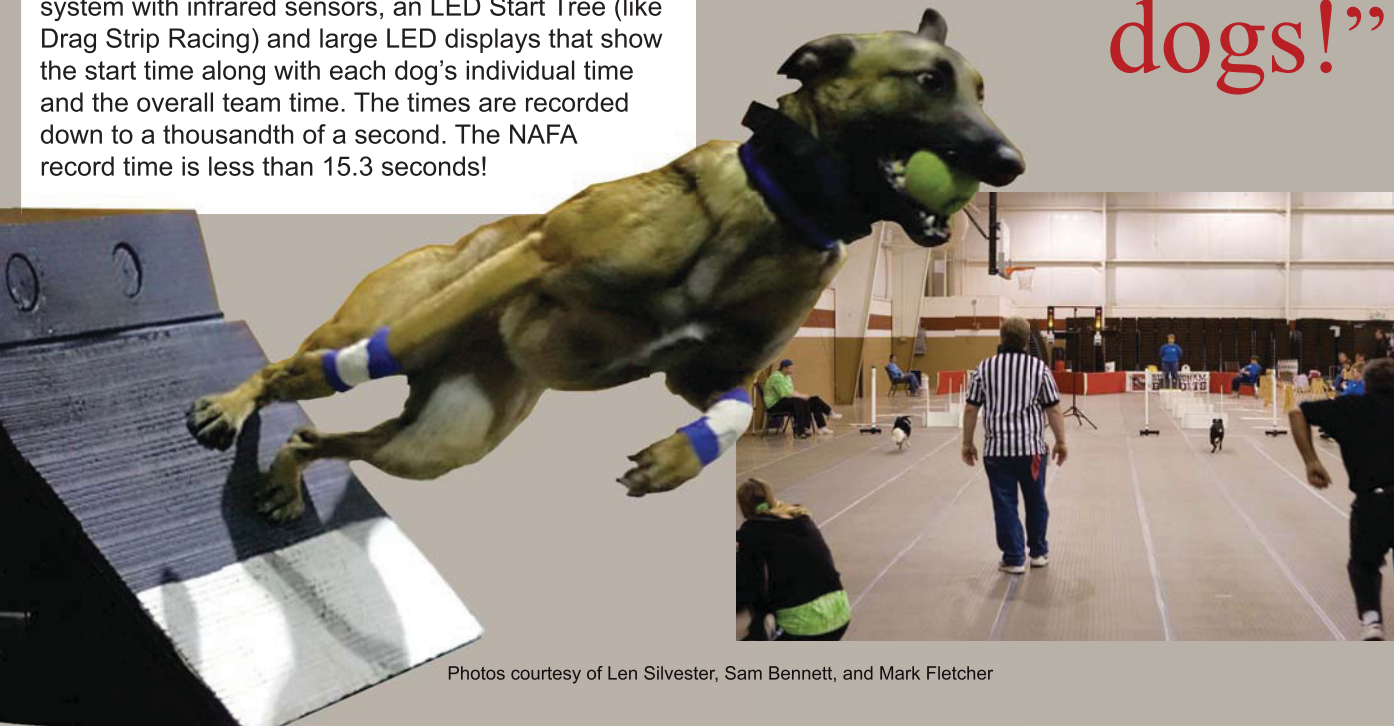 system with infrared sensors, an LED Start Tree (like
Drag Strip Racing) and large LED displays that show
the start time along with each dog’s individual time
and the overall team time. The times are recorded
down to a thousandth of a second. The NAFA
record time is less than 15.3 seconds!
dogs!”
Photos courtesy of Len Silvester, Sam Bennett, and Mark Fletcher